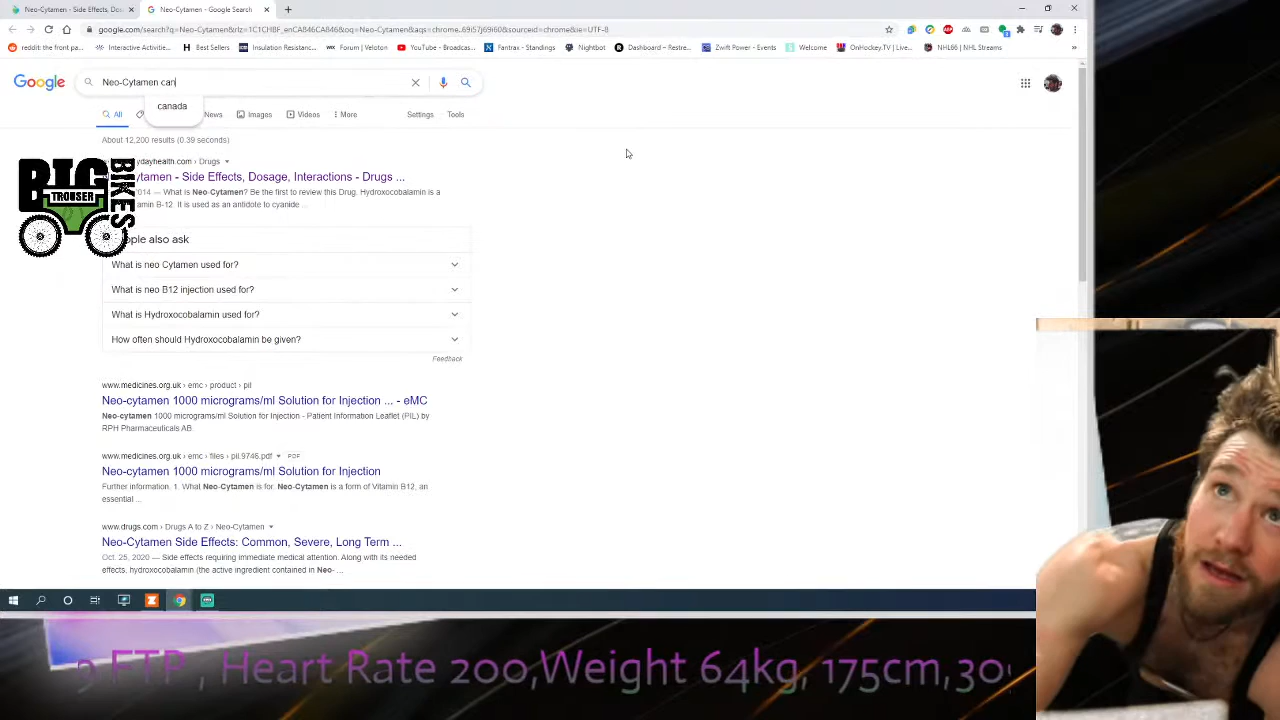 Neo-Cytamen - Side Effects, Do
Neo-Cytamen - Google Search
google.com/search?q=Neo-Cytamen&rlz=1C1CHBF_enCA846CA846&oq=Neo-Cytamen&aqs=chrome..69i57j69i60&sourceid=chrome&ie=UTF-8
reddit: the front pa... Interactive Activitie... Best Sellers Insulation Resistanc... Forum | Veloton YouTube - Broadcas... Fantrax - Standings Nightbot Dashboard – Restre... Zwift Power - Events Welcome OnHockey.TV | Live... NHL66 | NHL Streams
Google
Neo-Cytamen can
canada
All News Images Videos More Settings Tools
About 12,200 results (0.39 seconds)
ydayhealth.com › Drugs
ytamen - Side Effects, Dosage, Interactions - Drugs ...
2014 — What is Neo-Cytamen? Be the first to review this Drug. Hydroxocobalamin is a
amin B-12. It is used as an antidote to cyanide ...
BIG TROUSER BIKES
ple also ask
What is neo Cytamen used for?
What is neo B12 injection used for?
What is Hydroxocobalamin used for?
How often should Hydroxocobalamin be given?
Feedback
www.medicines.org.uk › emc › product › pil
Neo-cytamen 1000 micrograms/ml Solution for Injection ... - eMC
Neo-cytamen 1000 micrograms/ml Solution for Injection - Patient Information Leaflet (PIL) by
RPH Pharmaceuticals AB
www.medicines.org.uk › emc › files › pil.9746.pdf PDF
Neo-cytamen 1000 micrograms/ml Solution for Injection
Further information. 1. What Neo-Cytamen is for. Neo-Cytamen is a form of Vitamin B12, an
essential ...
www.drugs.com › Drugs A to Z › Neo-Cytamen
Neo-Cytamen Side Effects: Common, Severe, Long Term ...
Oct. 25, 2020 — Side effects requiring immediate medical attention. Along with its needed
effects, hydroxocobalamin (the active ingredient contained in Neo- ...
FTP , Heart Rate 200,Weight 64kg, 175cm,30